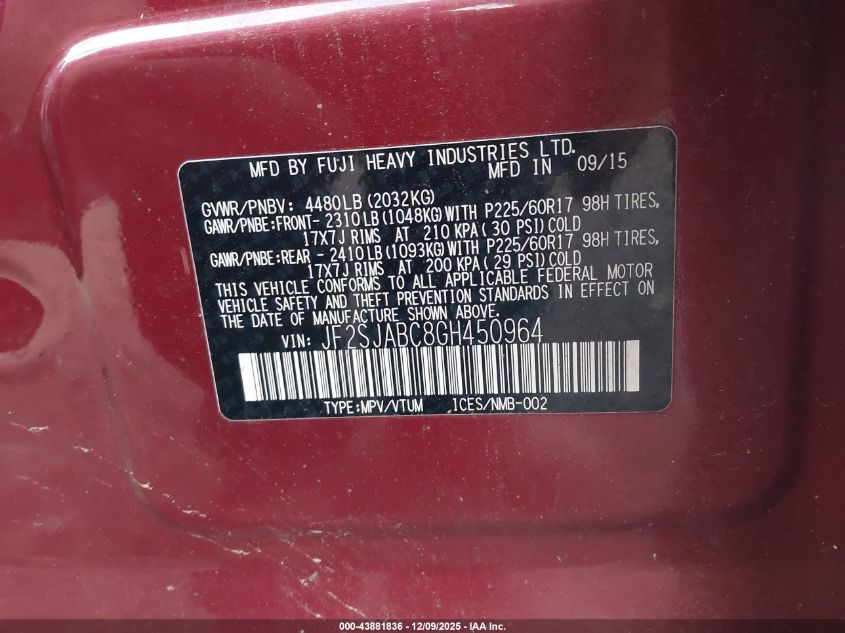 MFD BY FUJI HEAVY INDUSTRIES LTD.
MFD IN 09/15
GVWR/PNBV: 4480LB(2032KG)
GAWR/PNBE:FRONT- 2310LB(1048KG)WITH P225/60R17 98H TIRES,
17X7J RIMS AT 210 KPA( 30 PSI)COLD
GAWR/PNBE:REAR - 2410LB(1093KG)WITH P225/60R17 98H TIRES,
17X7J RIMS AT 200 KPA( 29 PSI)COLD
THIS VEHICLE CONFORMS TO ALL APPLICABLE FEDERAL MOTOR
VEHICLE SAFETY AND THEFT PREVENTION STANDARDS IN EFFECT ON
THE DATE OF MANUFACTURE SHOWN ABOVE.
VIN: JF2SJABC8GH450964
TYPE:MPV/VTUM ICES/NMB-002
000-43881836 - 12/09/2025 - IAA Inc.